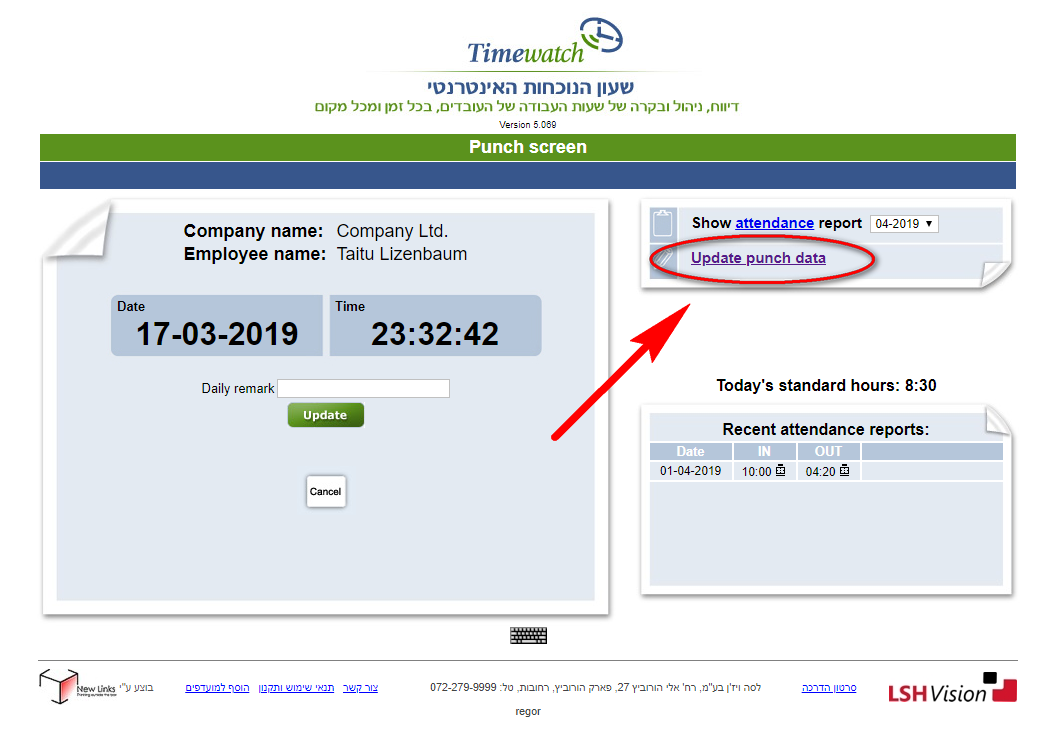 Timewatch
שעון הנוכחות האינטרנטי
דיווח, ניהול ובקרה של שעות העבודה של העובדים, בכל זמן ומכל מקום
Version 5.069
Punch screen
Company name: Company Ltd.
Employee name: Taitu Lizenbaum
Date
17-03-2019
Time
23:32:42
Daily remark
Update
Cancel
Show attendance report 04-2019
Update punch data
Today's standard hours: 8:30
Recent attendance reports:
Date IN OUT
01-04-2019 10:00 04:20
New Links
בוצע ע"י
הוסף למועדפים תנאי שימוש ותקנון צור קשר
לסה ויז'ן בע"מ, רח' אלי הורוביץ 27, פארק הורוביץ, רחובות, טל: 072-279-9999
סרטון הדרכה
LSH Vision
regor